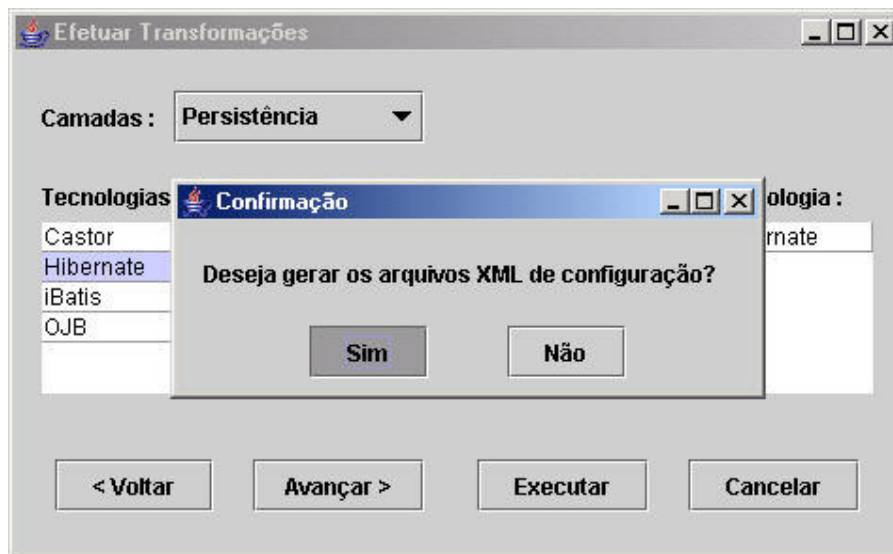 Efetuar Transformações
Camadas : Persistência
Tecnologias
ologia :
Confirmação
Castor
Hibernate
iBatis
OJB
rnate
Deseja gerar os arquivos XML de configuração?
Sim Não
< Voltar Avançar > Executar Cancelar